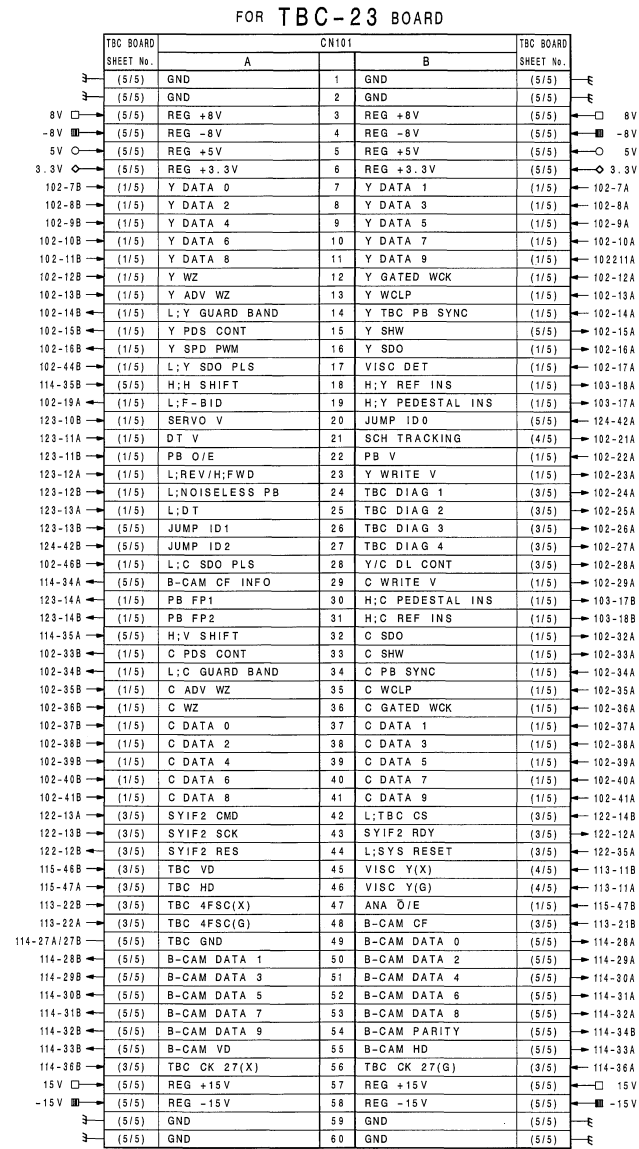 FOR TBC-23 BOARD
TBC BOARD CN101 TBC BOARD
SHEET No. A B SHEET No.
(5/5) GND 1 GND (5/5)
(5/5) GND 2 GND (5/5)
8V (5/5) REG +8V 3 REG +8V (5/5) 8V
-8V (5/5) REG -8V 4 REG -8V (5/5) -8V
5V (5/5) REG +5V 5 REG +5V (5/5) 5V
3.3V (5/5) REG +3.3V 6 REG +3.3V (5/5) 3.3V
102-7B (1/5) Y DATA 0 7 Y DATA 1 (1/5) 102-7A
102-8B (1/5) Y DATA 2 8 Y DATA 3 (1/5) 102-8A
102-9B (1/5) Y DATA 4 9 Y DATA 5 (1/5) 102-9A
102-10B (1/5) Y DATA 6 10 Y DATA 7 (1/5) 102-10A
102-11B (1/5) Y DATA 8 11 Y DATA 9 (1/5) 102211A
102-12B (1/5) Y WZ 12 Y GATED WCK (1/5) 102-12A
102-13B (1/5) Y ADV WZ 13 Y WCLP (1/5) 102-13A
102-14B (1/5) L;Y GUARD BAND 14 Y TBC PB SYNC (1/5) 102-14A
102-15B (1/5) Y PDS CONT 15 Y SHW (5/5) 102-15A
102-16B (1/5) Y SPD PWM 16 Y SDO (1/5) 102-16A
102-44B (1/5) L;Y SDO PLS 17 VISC DET (1/5) 102-17A
114-35B (5/5) H;H SHIFT 18 H;Y REF INS (1/5) 103-18A
102-19A (1/5) L;F-BID 19 H;Y PEDESTAL INS (1/5) 103-17A
123-10B (1/5) SERVO V 20 JUMP ID0 (5/5) 124-42A
123-11A (1/5) DT V 21 SCH TRACKING (4/5) 102-21A
123-11B (1/5) PB O/E 22 PB V (1/5) 102-22A
123-12A (1/5) L;REV/H;FWD 23 Y WRITE V (1/5) 102-23A
123-12B (1/5) L;NOISELESS PB 24 TBC DIAG 1 (3/5) 102-24A
123-13A (1/5) L;DT 25 TBC DIAG 2 (3/5) 102-25A
123-13B (5/5) JUMP ID1 26 TBC DIAG 3 (3/5) 102-26A
124-42B (5/5) JUMP ID2 27 TBC DIAG 4 (3/5) 102-27A
102-46B (1/5) L;C SDO PLS 28 Y/C DL CONT (3/5) 102-28A
114-34A (5/5) B-CAM CF INFO 29 C WRITE V (1/5) 102-29A
123-14A (1/5) PB FP1 30 H;C PEDESTAL INS (1/5) 103-17B
123-14B (1/5) PB FP2 31 H;C REF INS (1/5) 103-18B
114-35A (5/5) H;V SHIFT 32 C SDO (1/5) 102-32A
102-33B (1/5) C PDS CONT 33 C SHW (1/5) 102-33A
102-34B (1/5) L;C GUARD BAND 34 C PB SYNC (1/5) 102-34A
102-35B (1/5) C ADV WZ 35 C WCLP (1/5) 102-35A
102-36B (1/5) C WZ 36 C GATED WCK (1/5) 102-36A
102-37B (1/5) C DATA 0 37 C DATA 1 (1/5) 102-37A
102-38B (1/5) C DATA 2 38 C DATA 3 (1/5) 102-38A
102-39B (1/5) C DATA 4 39 C DATA 5 (1/5) 102-39A
102-40B (1/5) C DATA 6 40 C DATA 7 (1/5) 102-40A
102-41B (1/5) C DATA 8 41 C DATA 9 (1/5) 102-41A
122-13A (3/5) SYIF2 CMD 42 L;TBC CS (3/5) 122-14B
122-13B (3/5) SYIF2 SCK 43 SYIF2 RDY (3/5) 122-12A
122-12B (3/5) SYIF2 RES 44 L;SYS RESET (3/5) 122-35A
115-46B (3/5) TBC VD 45 VISC Y(X) (4/5) 113-11B
115-47A (3/5) TBC HD 46 VISC Y(G) (4/5) 113-11A
113-22B (3/5) TBC 4FSC(X) 47 ANA O̅/E (1/5) 115-47B
113-22A (3/5) TBC 4FSC(G) 48 B-CAM CF (3/5) 113-21B
114-27A/27B (5/5) TBC GND 49 B-CAM DATA 0 (5/5) 114-28A
114-28B (5/5) B-CAM DATA 1 50 B-CAM DATA 2 (5/5) 114-29A
114-29B (5/5) B-CAM DATA 3 51 B-CAM DATA 4 (5/5) 114-30A
114-30B (5/5) B-CAM DATA 5 52 B-CAM DATA 6 (5/5) 114-31A
114-31B (5/5) B-CAM DATA 7 53 B-CAM DATA 8 (5/5) 114-32A
114-32B (5/5) B-CAM DATA 9 54 B-CAM PARITY (5/5) 114-34B
114-33B (5/5) B-CAM VD 55 B-CAM HD (5/5) 114-33A
114-36B (3/5) TBC CK 27(X) 56 TBC CK 27(G) (3/5) 114-36A
15V (5/5) REG +15V 57 REG +15V (5/5) 15V
-15V (5/5) REG -15V 58 REG -15V (5/5) -15V
(5/5) GND 59 GND (5/5)
(5/5) GND 60 GND (5/5)